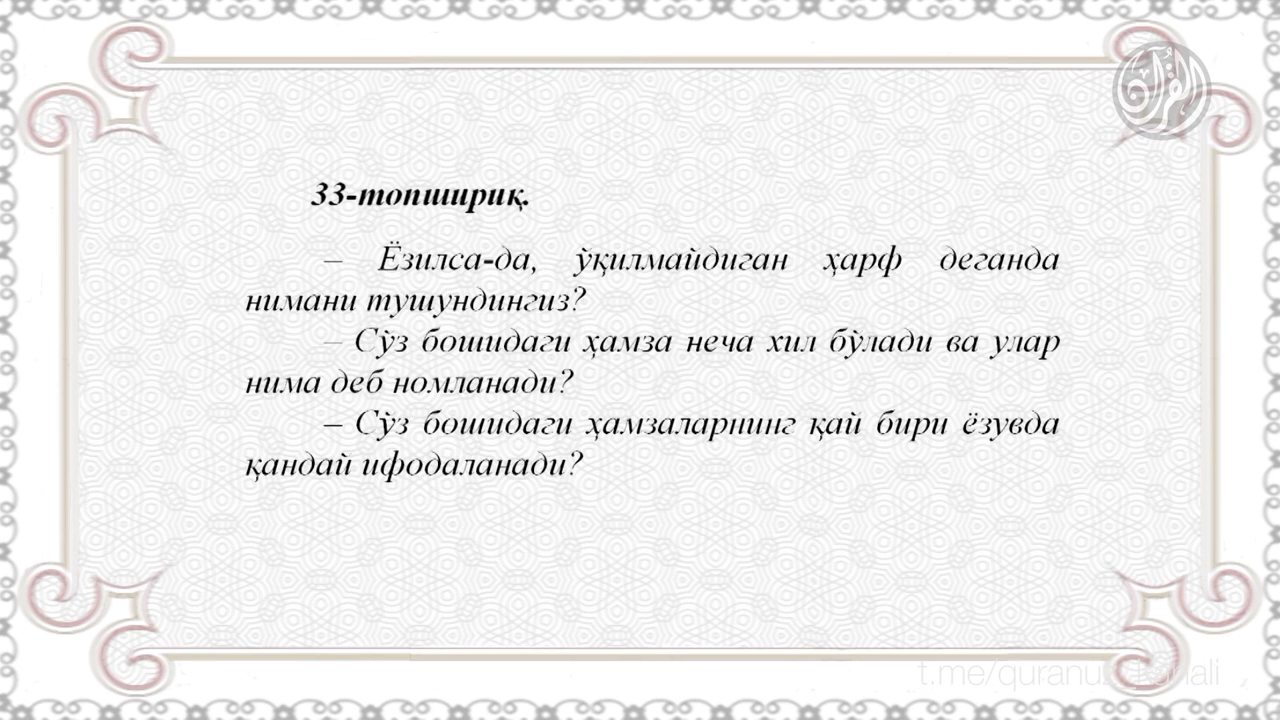 القرآن
33-топшириқ.
– Ёзилса-да, ўқилмайдиган ҳарф деганда
нимани тушундингиз?
– Сўз бошидаги ҳамза неча хил бўлади ва улар
нима деб номланади?
– Сўз бошидаги ҳамзаларнинг қай бири ёзувда
қандай ифодаланади?